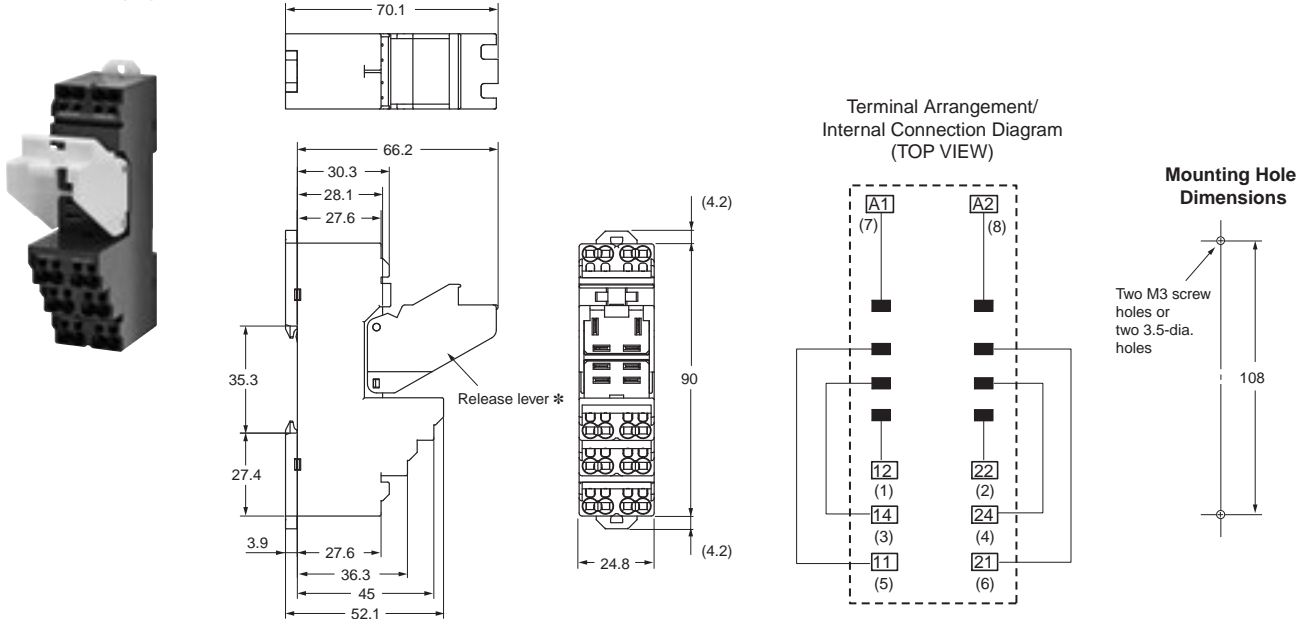 70.1
66.2
30.3
28.1
27.6
35.3
27.4
3.9
27.6
36.3
45
52.1
Release lever *
(4.2)
90
(4.2)
24.8
Terminal Arrangement/
Internal Connection Diagram
(TOP VIEW)
A1 A2
(7) (8)
12 22
(1) (2)
14 24
(3) (4)
11 21
(5) (6)
Mounting Hole
Dimensions
Two M3 screw
holes or
two 3.5-dia.
holes
108